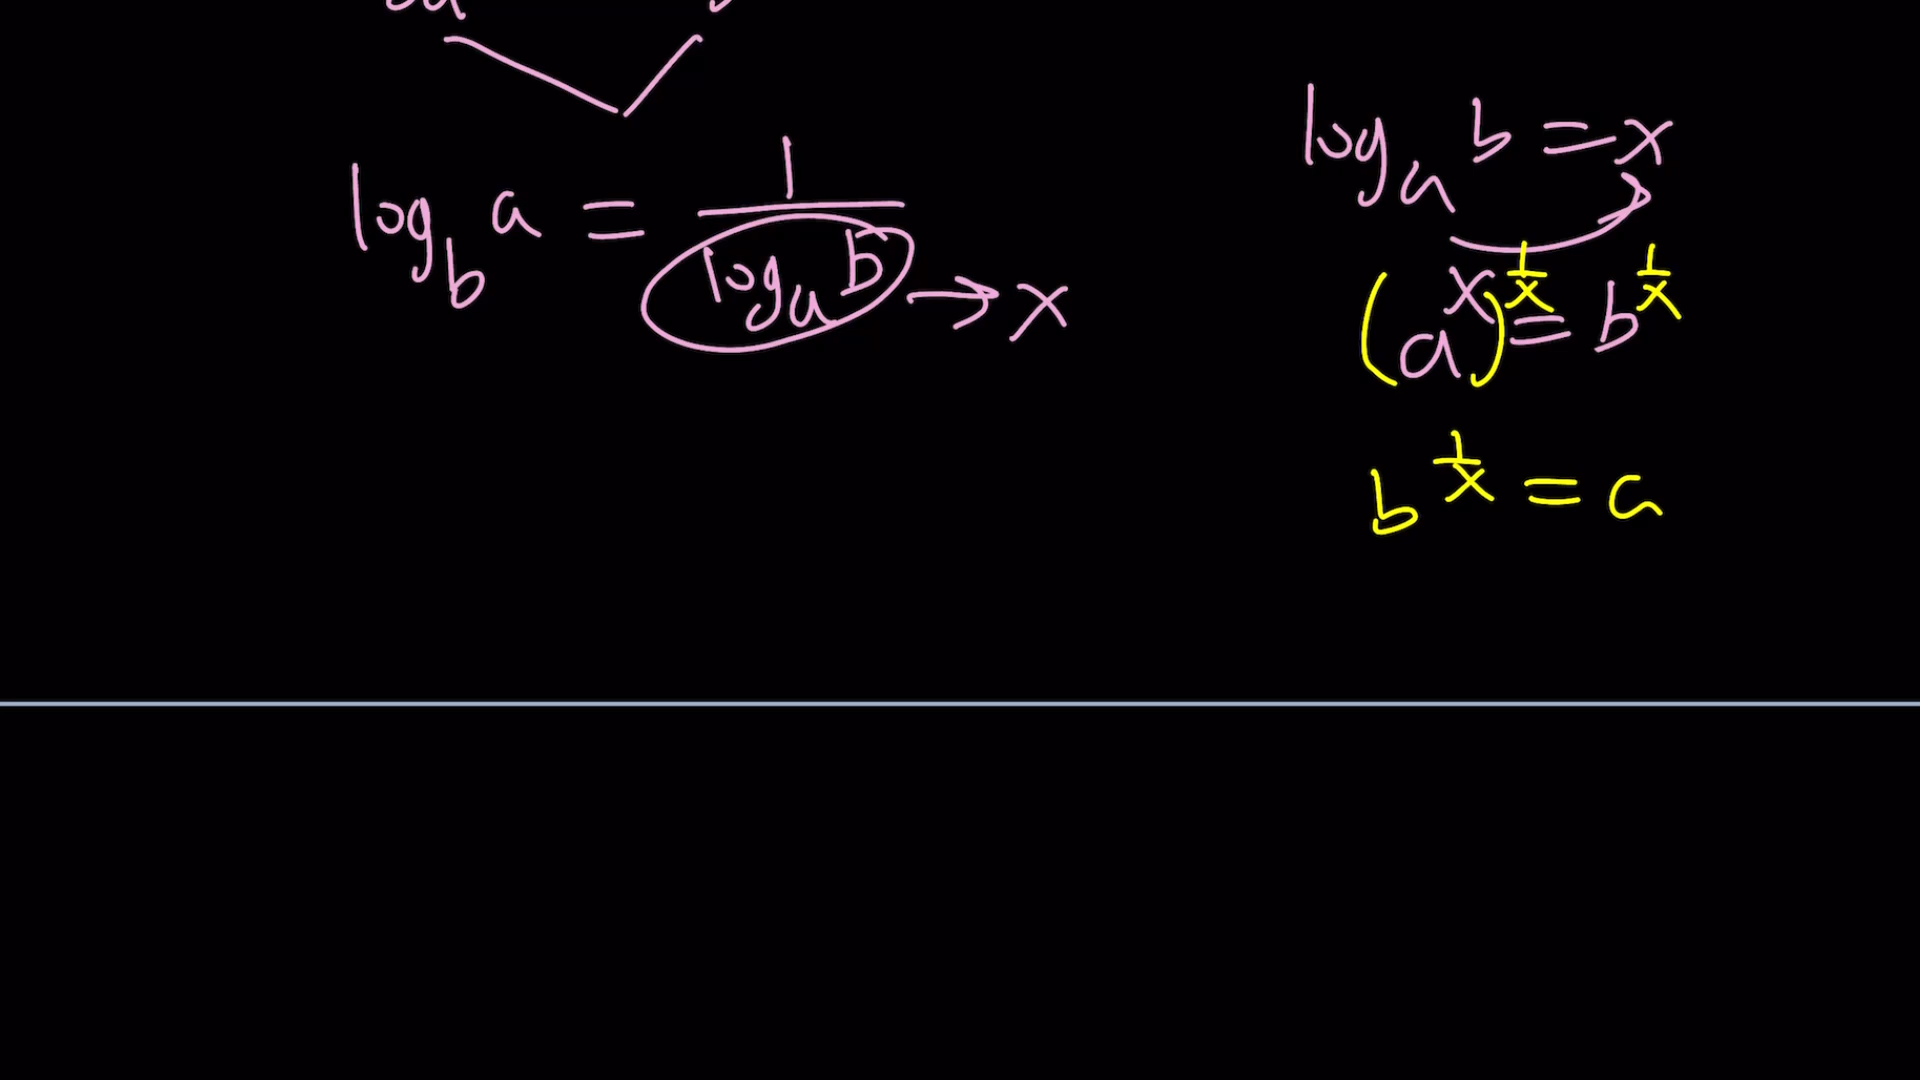 log_b a = 1/(log_a b) → x
log_a b = x
(a^x)^(1/x) = b^(1/x)
b^(1/x) = a